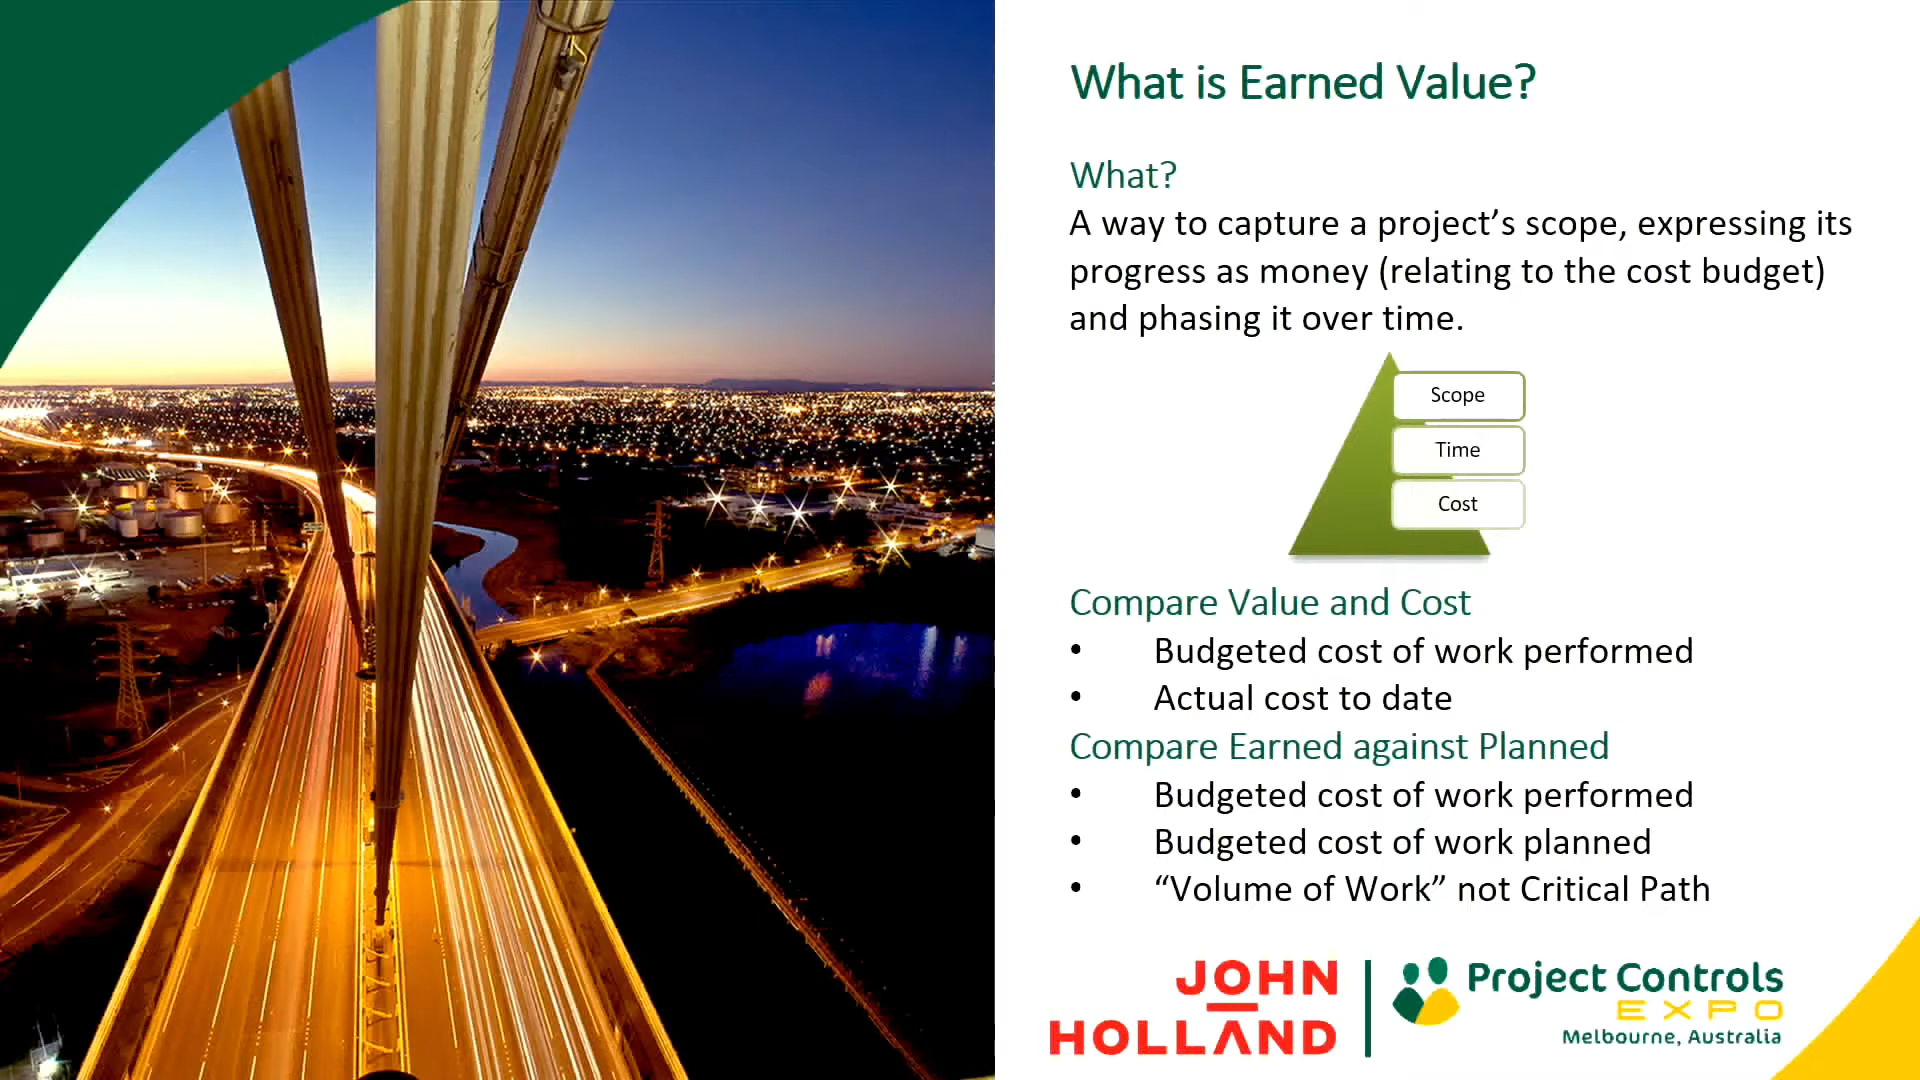 What is Earned Value?
What?
A way to capture a project’s scope, expressing its
progress as money (relating to the cost budget)
and phasing it over time.
Scope
Time
Cost
Compare Value and Cost
• Budgeted cost of work performed
• Actual cost to date
Compare Earned against Planned
• Budgeted cost of work performed
• Budgeted cost of work planned
• “Volume of Work” not Critical Path
JOHN
HOLLAND
Project Controls
EXPO
Melbourne, Australia